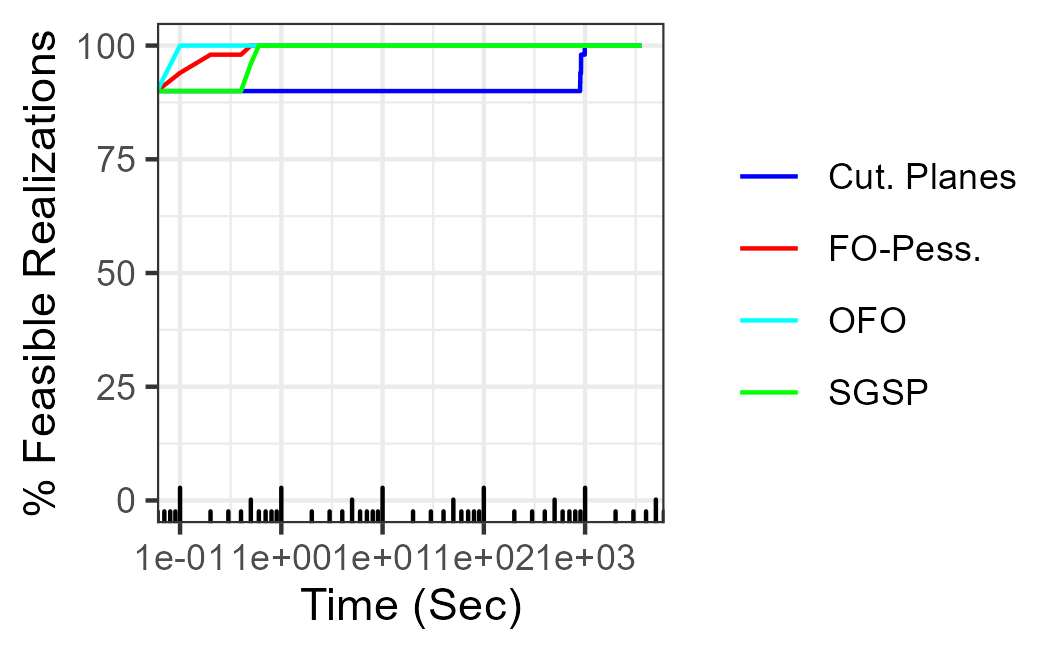 % Feasible Realizations
100
75
50
25
0
1e-01 1e+00 1e+01 1e+02 1e+03
Time (Sec)
Cut. Planes
FO-Pess.
OFO
SGSP